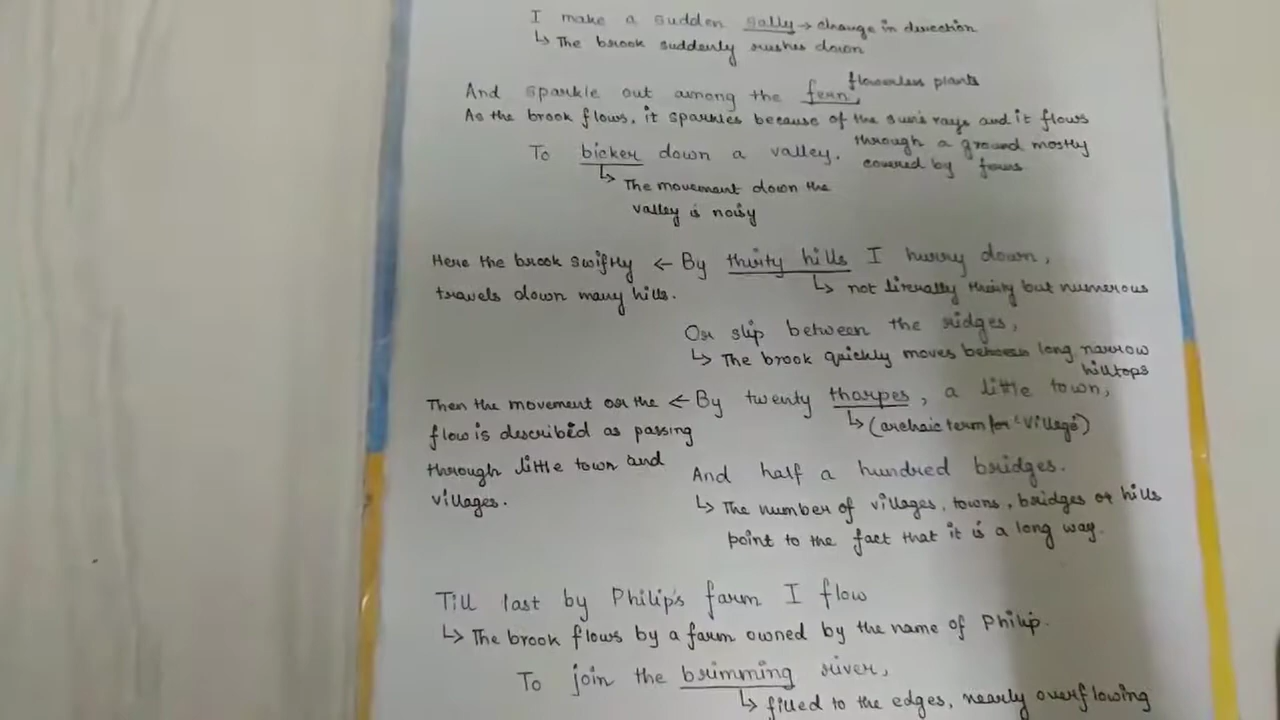 I make a sudden sally → change in direction
↳ The brook suddenly rushes down
flowerless plants
And sparkle out among the fern,
As the brook flows, it sparkles because of the sun's rays and it flows
through a ground mostly
covered by ferns
To bicker down a valley.
↳ The movement down the
valley is noisy
Here the brook swiftly ← By thirty hills I hurry down,
travels down many hills.
↳ not literally thirty but numerous
Or slip between the ridges,
↳ The brook quickly moves between long narrow
hilltops
Then the movement or the ← By twenty thorpes, a little town,
flow is described as passing
through little town and
villages.
↳ (archaic term for 'village')
And half a hundred bridges.
↳ The number of villages, towns, bridges or hills
point to the fact that it is a long way.
Till last by Philip's farm I flow
↳ The brook flows by a farm owned by the name of Philip.
To join the brimming river,
↳ filled to the edges, nearly overflowing